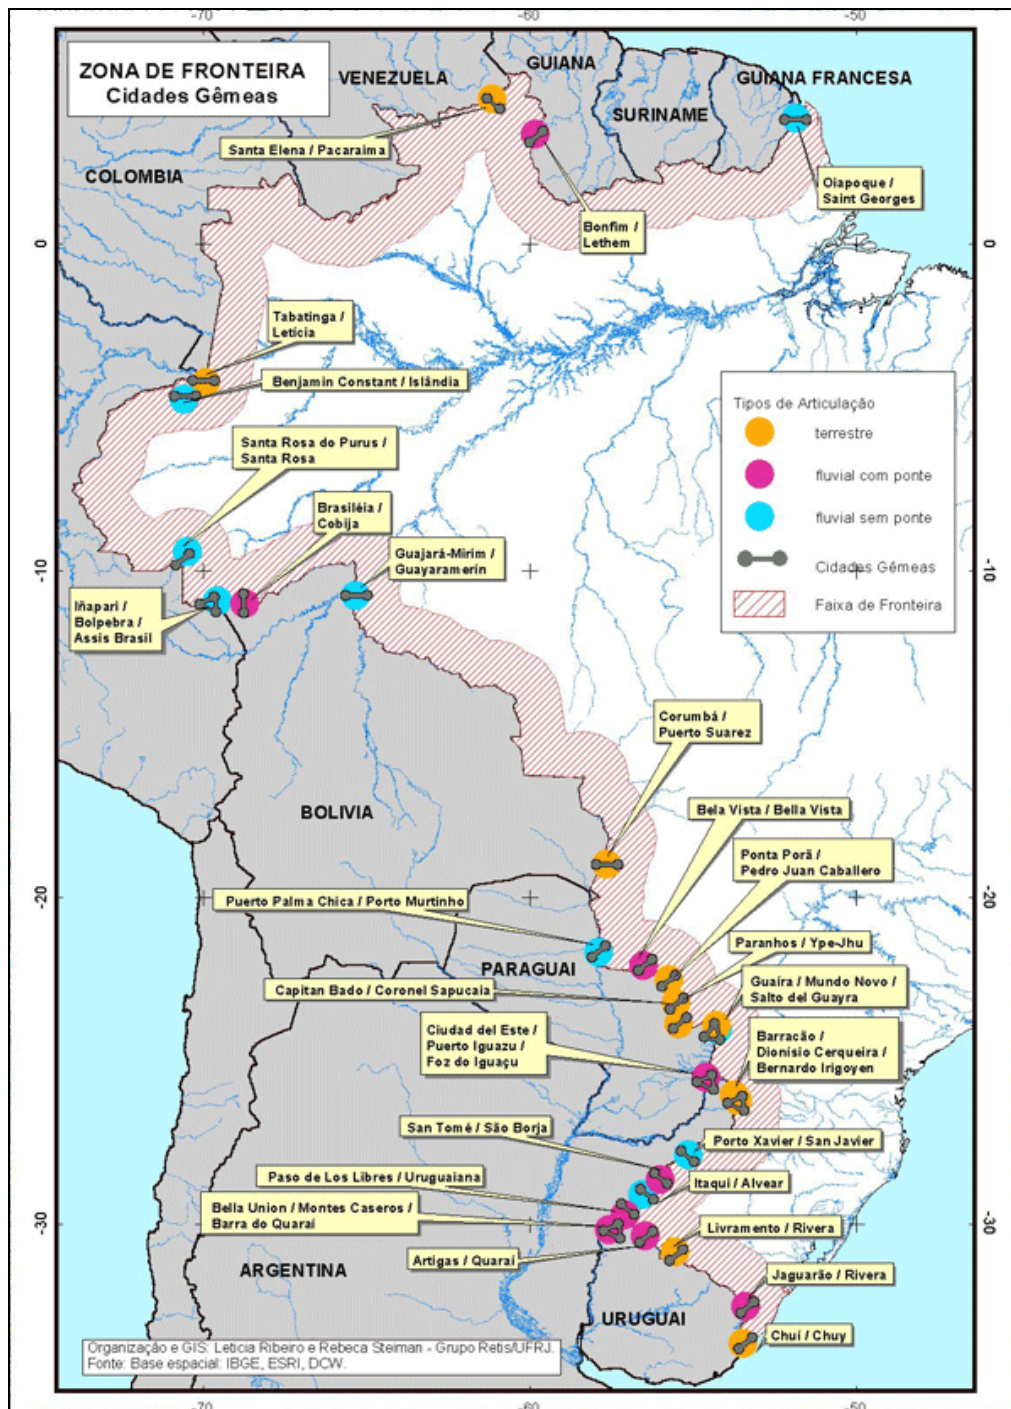 -70
-60
-50
ZONA DE FRONTEIRA
Cidades Gêmeas
VENEZUELA
GUIANA
GUIANA FRANCESA
SURINAME
COLOMBIA
Santa Elena / Pacaraima
Oiapoque /
Saint Georges
Bonfim /
Lethem
0
0
Tabatinga /
Letícia
Benjamin Constant / Islândia
Tipos de Articulação
terrestre
fluvial com ponte
fluvial sem ponte
Cidades Gêmeas
Faixa de Fronteira
Santa Rosa do Purus /
Santa Rosa
Brasiléia /
Cobija
Guajará-Mirim /
Guayaramerín
-10
-10
Iñapari /
Bolpebra /
Assis Brasil
Corumbá /
Puerto Suarez
BOLIVIA
Bela Vista / Bella Vista
Ponta Porã /
Pedro Juan Caballero
-20
-20
Puerto Palma Chica / Porto Murtinho
Paranhos / Ype-Jhu
PARAGUAI
Capitan Bado / Coronel Sapucaia
Guaíra / Mundo Novo /
Salto del Guayra
Ciudad del Este /
Puerto Iguazu /
Foz do Iguaçu
Barracão /
Dionísio Cerqueira /
Bernardo Irigoyen
San Tomé / São Borja
Porto Xavier / San Javier
Paso de Los Libres / Uruguaiana
Itaqui / Alvear
Bella Union / Montes Caseros /
Barra do Quaraí
-30
-30
Livramento / Rivera
Artigas / Quaraí
ARGENTINA
Jaguarão / Rivera
URUGUAI
Chuí / Chuy
Organização e GIS: Leticia Ribeiro e Rebeca Steiman - Grupo Retis/UFRJ.
Fonte: Base espacial: IBGE, ESRI, DCW.
-70
-60
-50